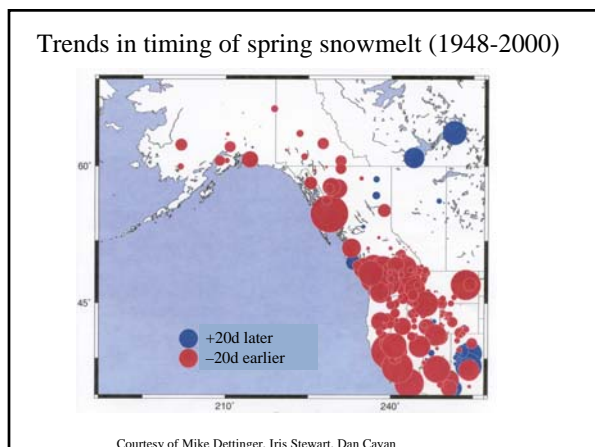 Trends in timing of spring snowmelt (1948-2000)
60˚
45˚
+20d later
–20d earlier
210˚
240˚
Courtesy of Mike Dettinger, Iris Stewart, Dan Cayan